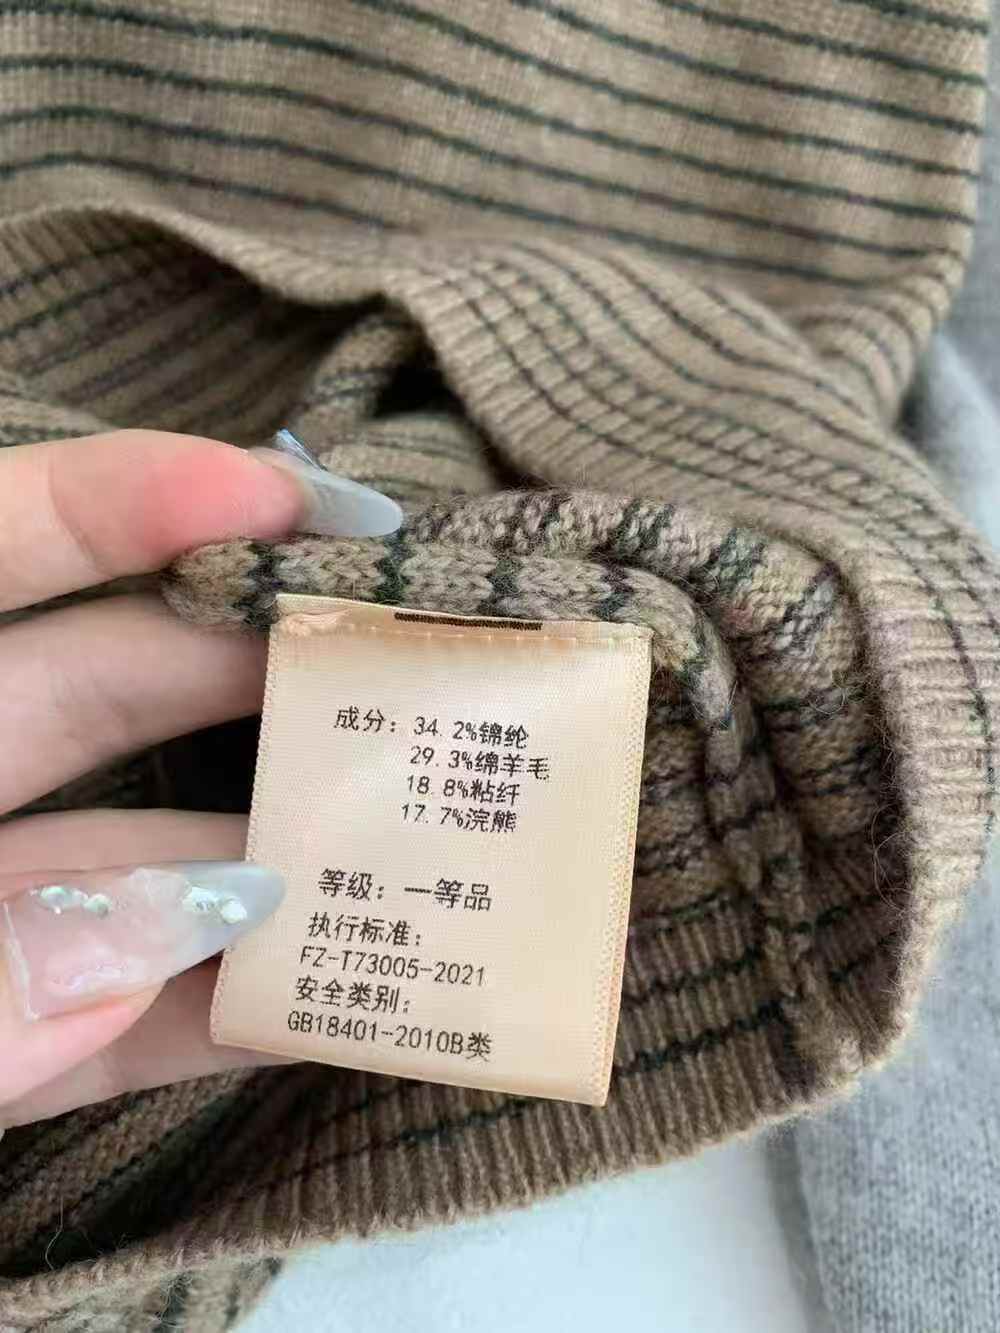 成分：34.2%锦纶
29.3%绵羊毛
18.8%粘纤
17.7%浣熊
等级：一等品
执行标准：
FZ-T73005-2021
安全类别：
GB18401-2010B类